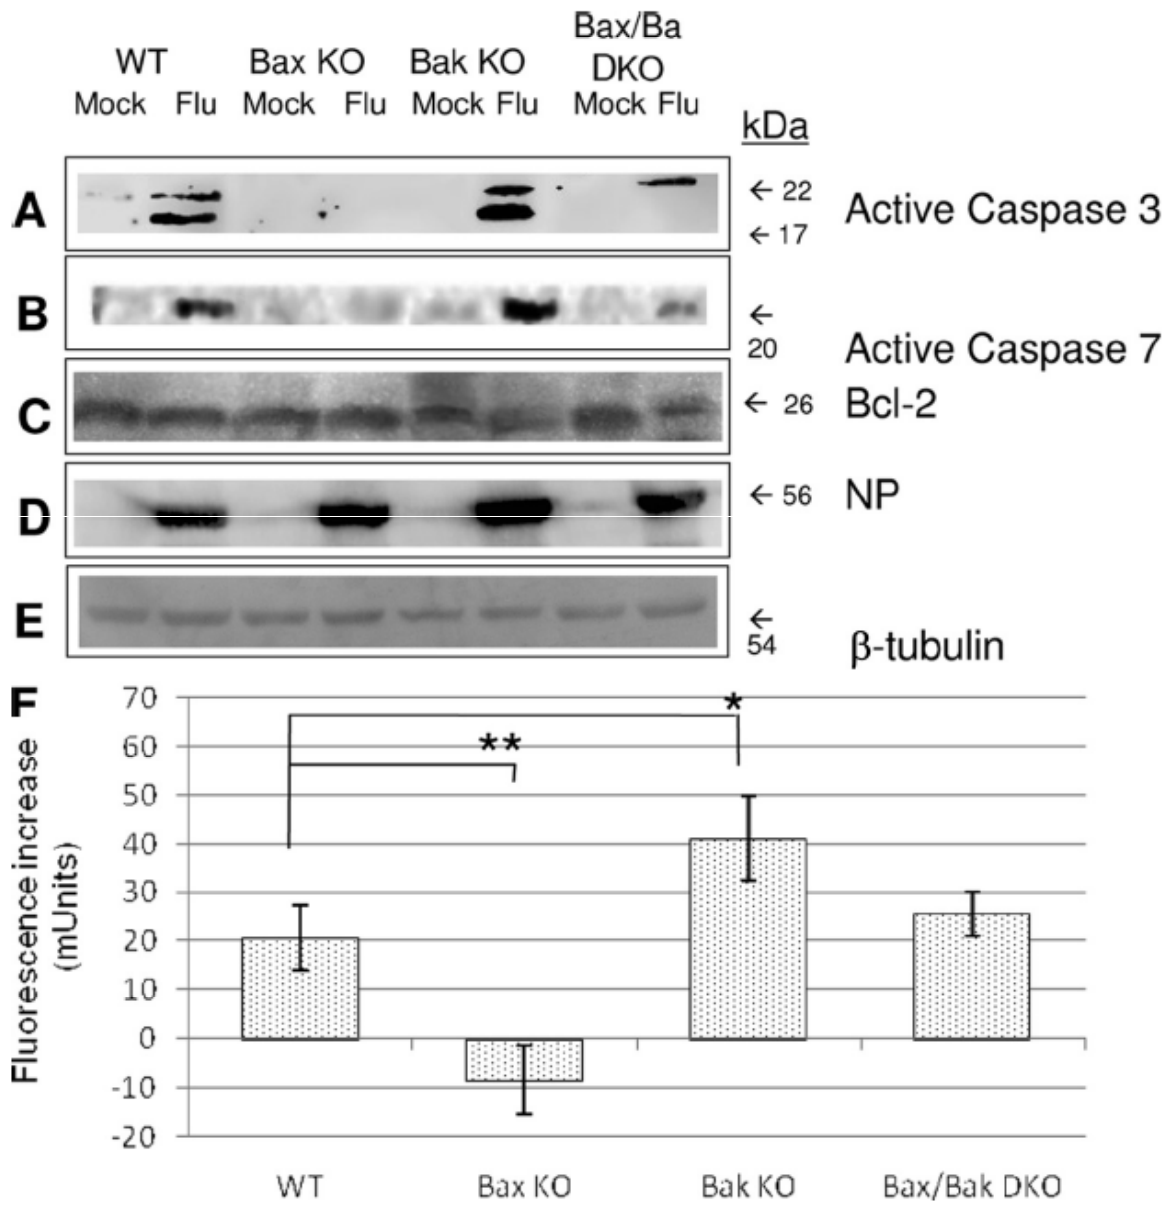 Bax/Ba
WT Bax KO Bak KO DKO
Mock Flu Mock Flu Mock Flu Mock Flu
kDa
A ← 22 Active Caspase 3
← 17
B ←
20 Active Caspase 7
C ← 26 Bcl-2
D ← 56 NP
E ←
54 β-tubulin
F
70
60
50
40
30
20
10
0
-10
-20
Fluorescence increase
(mUnits)
*
**
WT Bax KO Bak KO Bax/Bak DKO